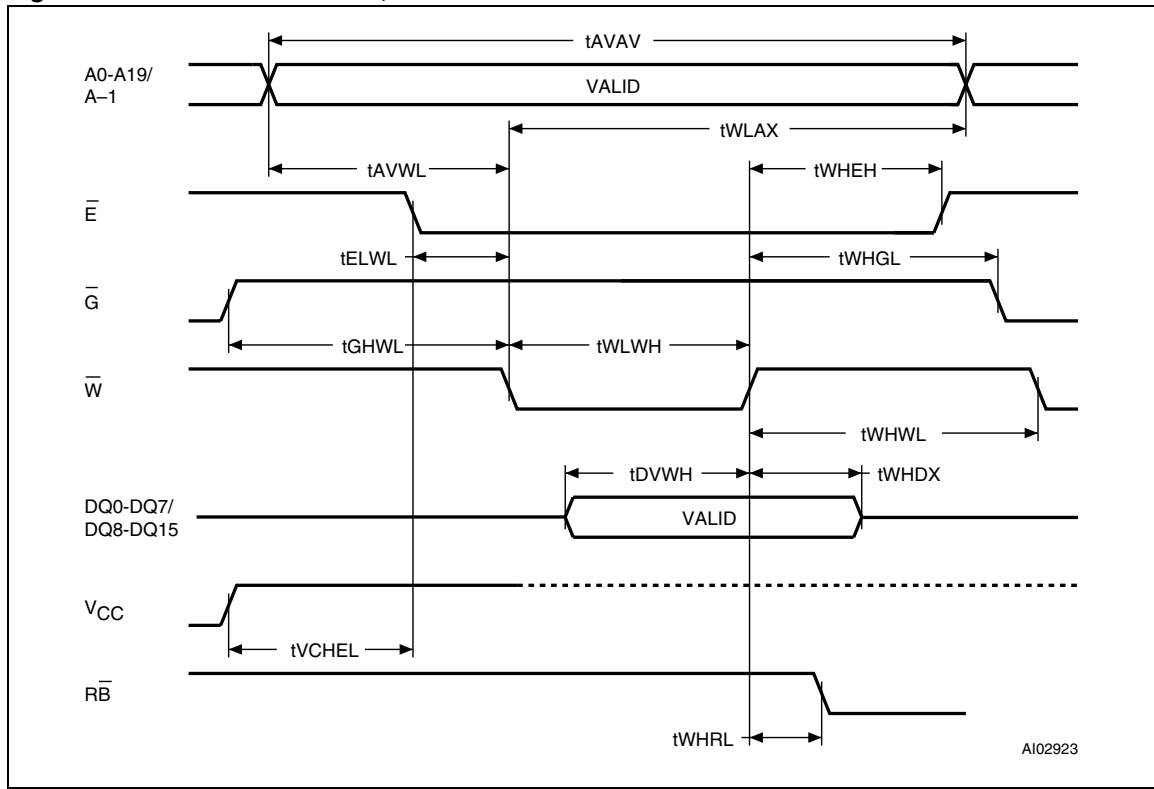 tAVAV
A0-A19/
A–1
VALID
tWLAX
tAVWL
tWHEH
E̅
tELWL
tWHGL
G̅
tGHWL
tWLWH
W̅
tWHWL
tDVWH
tWHDX
DQ0-DQ7/
DQ8-DQ15
VALID
VCC
tVCHEL
RB̅
tWHRL
AI02923